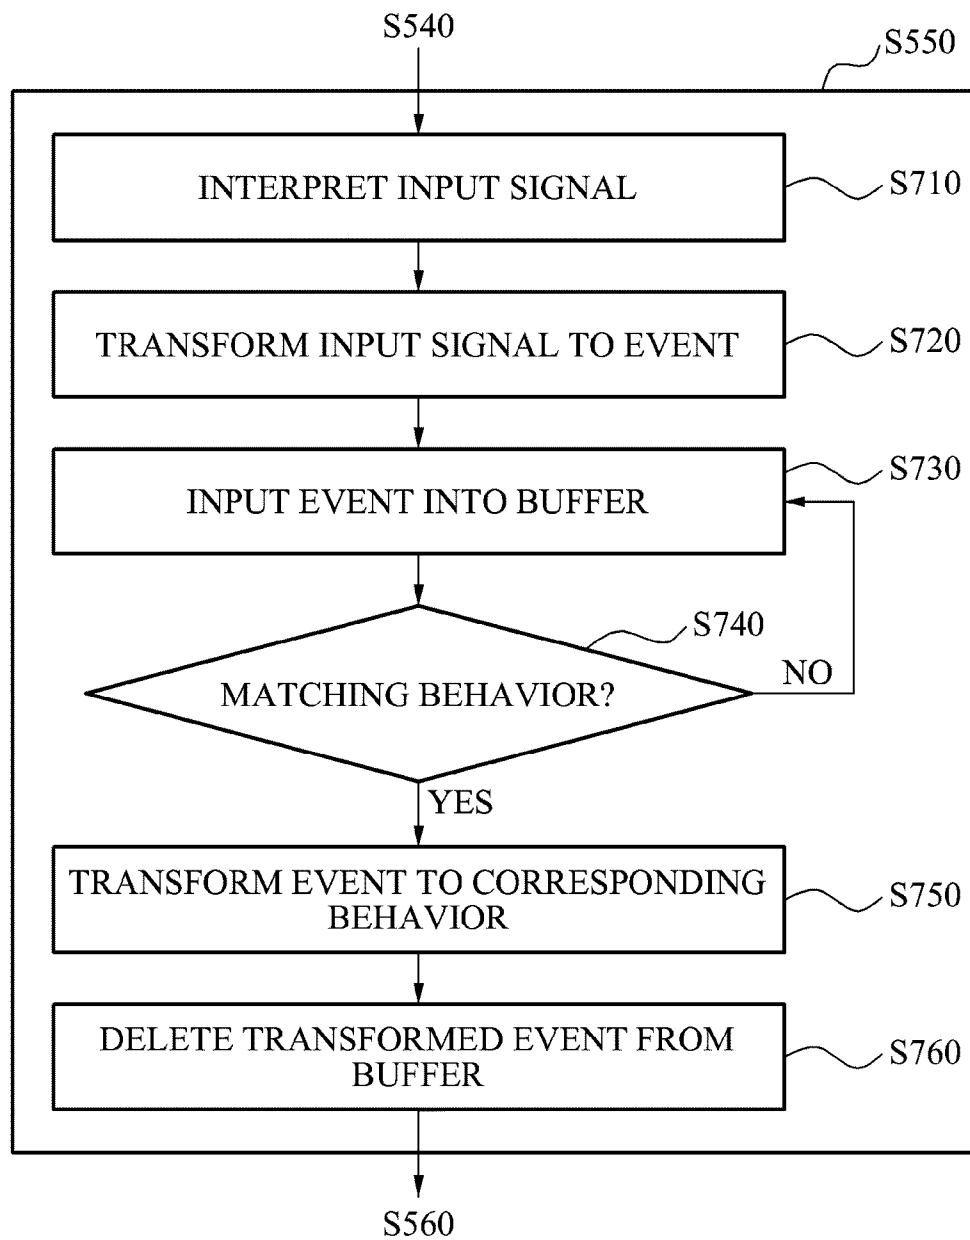 S540
S550
INTERPRET INPUT SIGNAL
S710
TRANSFORM INPUT SIGNAL TO EVENT
S720
INPUT EVENT INTO BUFFER
S730
S740
MATCHING BEHAVIOR?
NO
YES
TRANSFORM EVENT TO CORRESPONDING
BEHAVIOR
S750
DELETE TRANSFORMED EVENT FROM
BUFFER
S760
S560